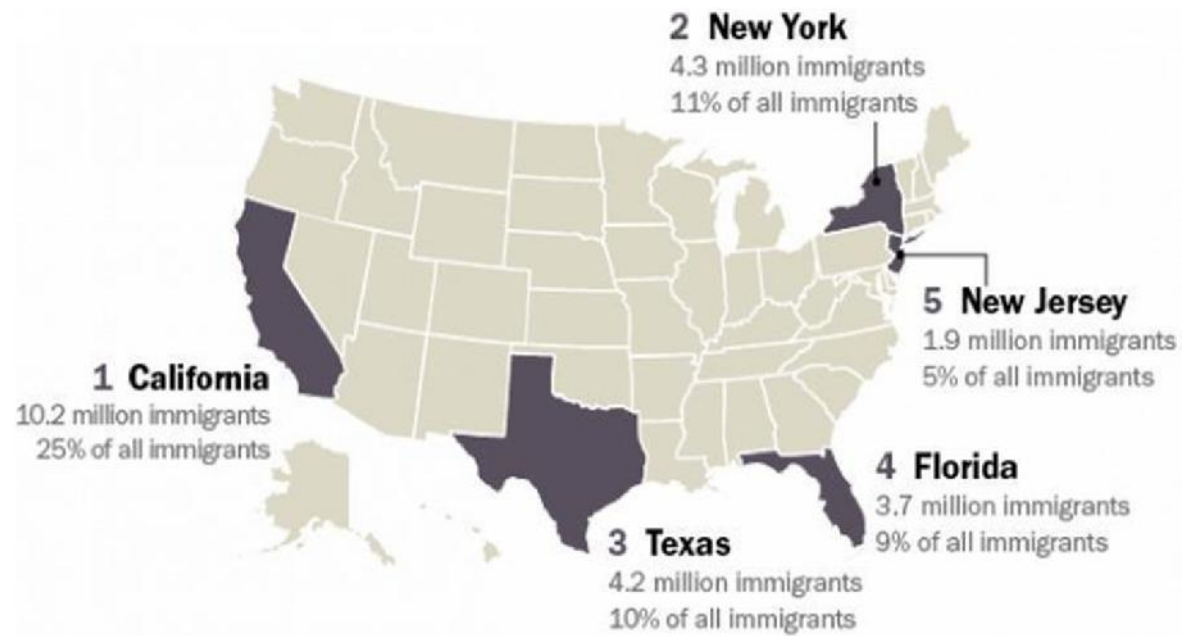 2 New York
4.3 million immigrants
11% of all immigrants
5 New Jersey
1.9 million immigrants
5% of all immigrants
1 California
10.2 million immigrants
25% of all immigrants
4 Florida
3.7 million immigrants
9% of all immigrants
3 Texas
4.2 million immigrants
10% of all immigrants